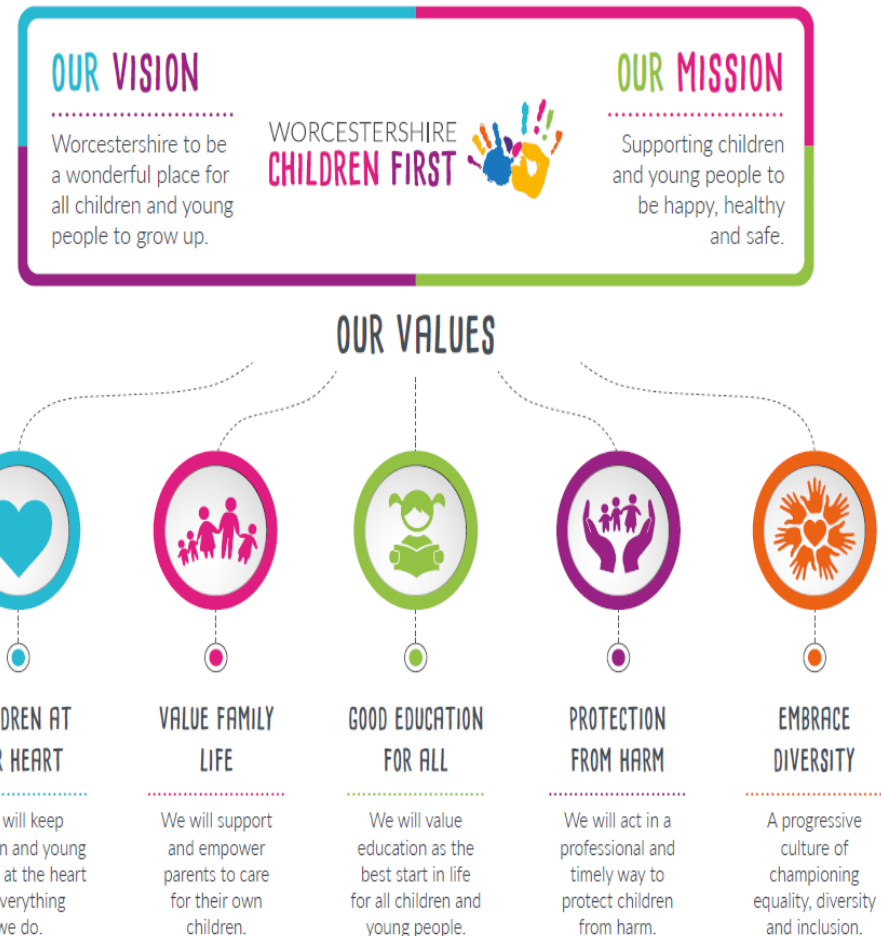 OUR VISION
Worcestershire to be
a wonderful place for
all children and young
people to grow up.
WORCESTERSHIRE
CHILDREN FIRST
OUR MISSION
Supporting children
and young people to
be happy, healthy
and safe.
OUR VALUES
DREN AT
R HEART
will keep
n and young
at the heart
verything
we do.
VALUE FAMILY
LIFE
We will support
and empower
parents to care
for their own
children.
GOOD EDUCATION
FOR ALL
We will value
education as the
best start in life
for all children and
young people.
PROTECTION
FROM HARM
We will act in a
professional and
timely way to
protect children
from harm.
EMBRACE
DIVERSITY
A progressive
culture of
championing
equality, diversity
and inclusion.